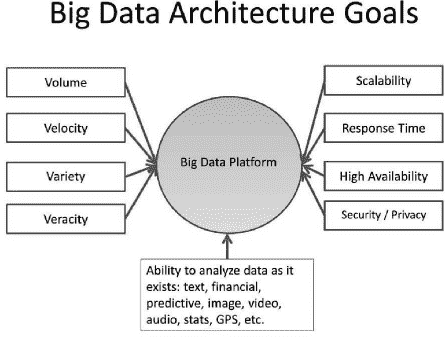 Big Data Architecture Goals
Volume
Velocity
Variety
Veracity
Big Data Platform
Scalability
Response Time
High Availability
Security / Privacy
Ability to analyze data as it
exists: text, financial,
predictive, image, video,
audio, stats, GPS, etc.